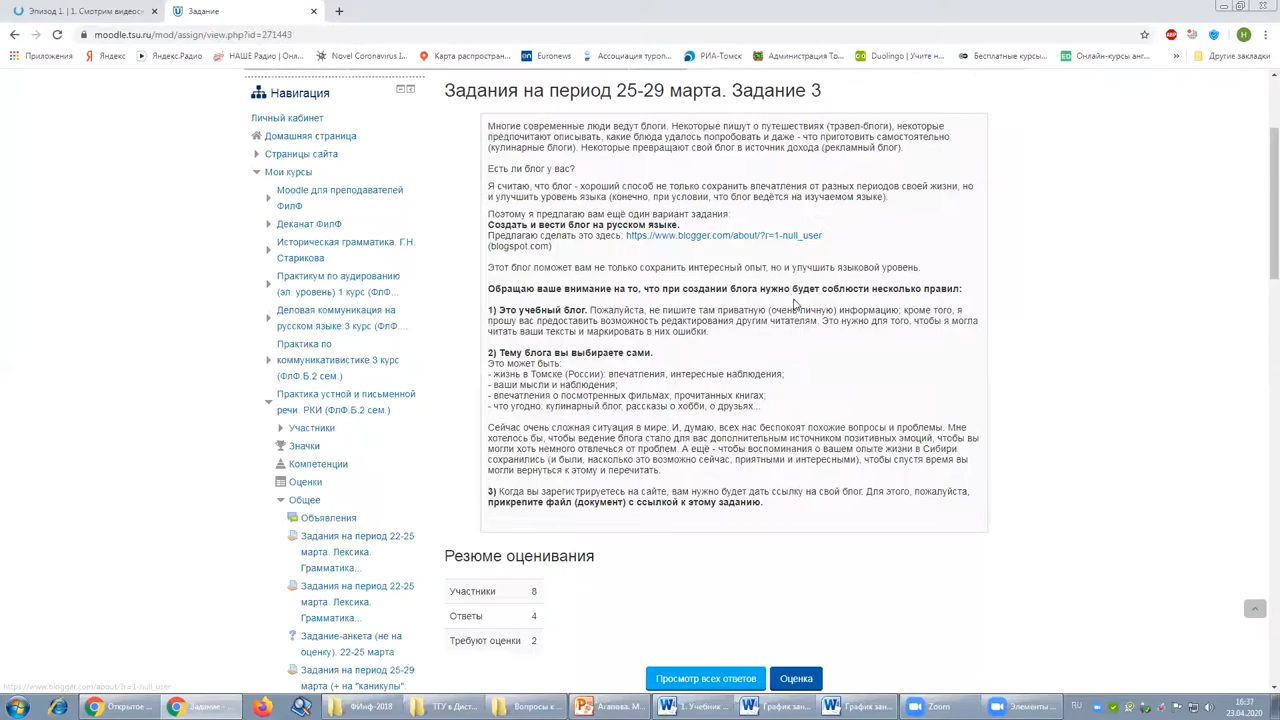 Эпизод 1. | 1. Смотрим видеос
Задание
moodle.tsu.ru/mod/assign/view.php?id=271443
Приложения
Яндекс
Яндекс.Радио
НАШЕ Радио | Онл...
Novel Coronavirus I...
Карта распростран...
Euronews
Ассоциация туроп...
РИА-Томск
Администрация То...
Duolingo | Учите н...
Бесплатные курсы...
Онлайн-курсы анг...
»
Другие закладки
Навигация
Личный кабинет
Домашняя страница
Страницы сайта
Мои курсы
Moodle для преподавателей
ФилФ
Деканат ФилФ
Историческая грамматика. Г.Н.
Старикова
Практикум по аудированию
(эл. уровень) 1 курс (ФлФ...
Деловая коммуникация на
русском языке 3 курс (ФлФ....
Практика по
коммуникативистике 3 курс
(ФлФ.Б.2 сем.)
Практика устной и письменной
речи. РКИ (ФлФ.Б.2 сем.)
Участники
Значки
Компетенции
Оценки
Общее
Объявления
Задания на период 22-25
марта. Лексика.
Грамматика...
Задания на период 22-25
марта. Лексика.
Грамматика...
Задание-анкета (не на
оценку). 22-25 марта
Задания на период 25-29
марта (+ на "каникулы":
Задания на период 25-29 марта. Задание 3
Многие современные люди ведут блоги. Некоторые пишут о путешествиях (трэвел-блоги), некоторые
предпочитают описывать, какие блюда удалось попробовать и даже - что приготовить самостоятельно
(кулинарные блоги). Некоторые превращают свой блог в источник дохода (рекламный блог).
Есть ли блог у вас?
Я считаю, что блог - хороший способ не только сохранить впечатления от разных периодов своей жизни, но
и улучшить уровень языка (конечно, при условии, что блог ведётся на изучаемом языке).
Поэтому я предлагаю вам ещё один вариант задания:
Создать и вести блог на русском языке.
Предлагаю сделать это здесь: https://www.blogger.com/about/?r=1-null_user
(blogspot.com)
Этот блог поможет вам не только сохранить интересный опыт, но и улучшить языковой уровень.
Обращаю ваше внимание на то, что при создании блога нужно будет соблюсти несколько правил:
1) Это учебный блог. Пожалуйста, не пишите там приватную (очень личную) информацию; кроме того, я
прошу вас предоставить возможность редактирования другим читателям. Это нужно для того, чтобы я могла
читать ваши тексты и маркировать в них ошибки.
2) Тему блога вы выбираете сами.
Это может быть:
- жизнь в Томске (России): впечатления, интересные наблюдения;
- ваши мысли и наблюдения;
- впечатления о посмотренных фильмах, прочитанных книгах;
- что угодно: кулинарный блог, рассказы о хобби, о друзьях...
Сейчас очень сложная ситуация в мире. И, думаю, всех нас беспокоят похожие вопросы и проблемы. Мне
хотелось бы, чтобы ведение блога стало для вас дополнительным источником позитивных эмоций, чтобы вы
могли хоть немного отвлечься от проблем. А ещё - чтобы воспоминания о вашем опыте жизни в Сибири
сохранились (и были, насколько это возможно сейчас, приятными и интересными), чтобы спустя время вы
могли вернуться к этому и перечитать.
3) Когда вы зарегистрируетесь на сайте, вам нужно будет дать ссылку на свой блог. Для этого, пожалуйста,
прикрепите файл (документ) с ссылкой к этому заданию.
Резюме оценивания
Участники 8
Ответы 4
Требуют оценки 2
Просмотр всех ответов
Оценка
https://www.blogger.com/about/?r=1-null_user
Открытое ...
Задание - ...
ФИнф-2018
ТГУ в Дист...
Вопросы к ...
Агапова. М...
1. Учебник ...
График зан...
График зан...
Zoom
Элементы ...
RU
16:37
23.04.2020